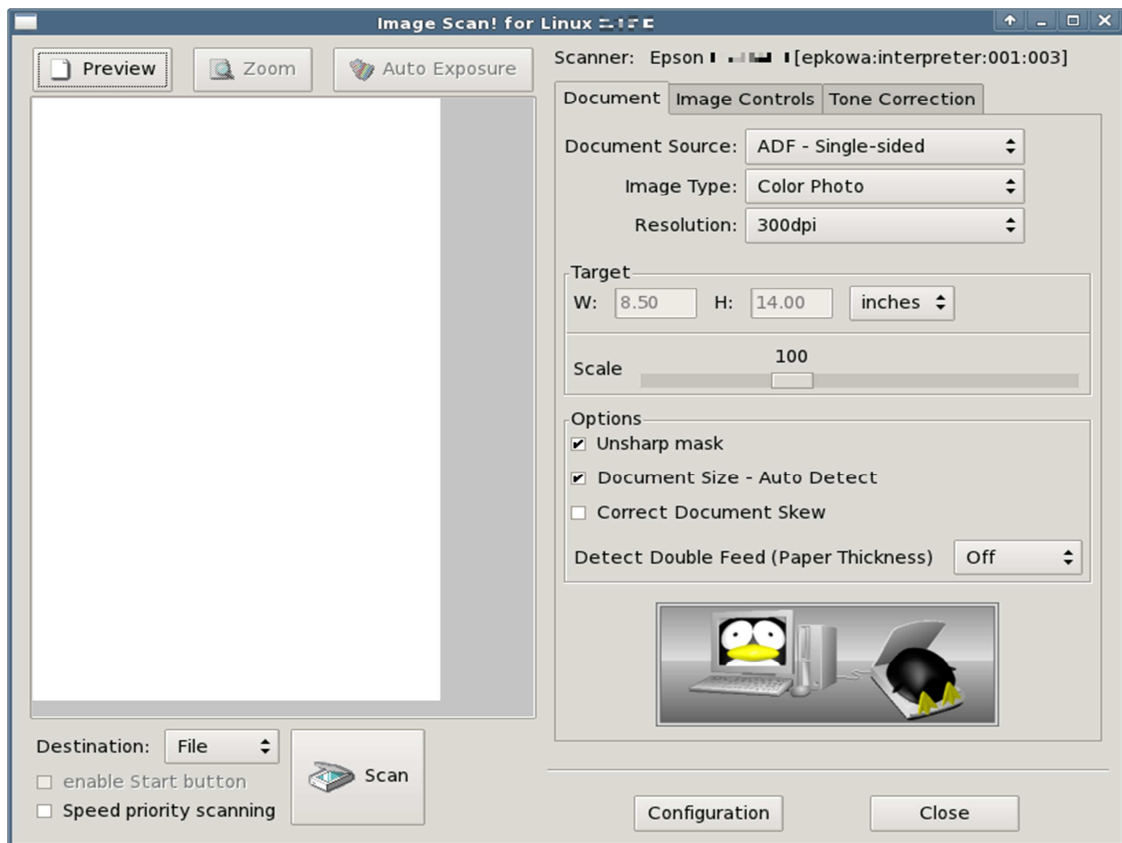 Image Scan! for Linux
Preview
Zoom
Auto Exposure
Scanner: Epson [epkowa:interpreter:001:003]
Document
Image Controls
Tone Correction
Document Source: ADF - Single-sided
Image Type: Color Photo
Resolution: 300dpi
Target
W: 8.50 H: 14.00 inches
100
Scale
Options
Unsharp mask
Document Size - Auto Detect
Correct Document Skew
Detect Double Feed (Paper Thickness) Off
Destination: File
enable Start button
Speed priority scanning
Scan
Configuration
Close